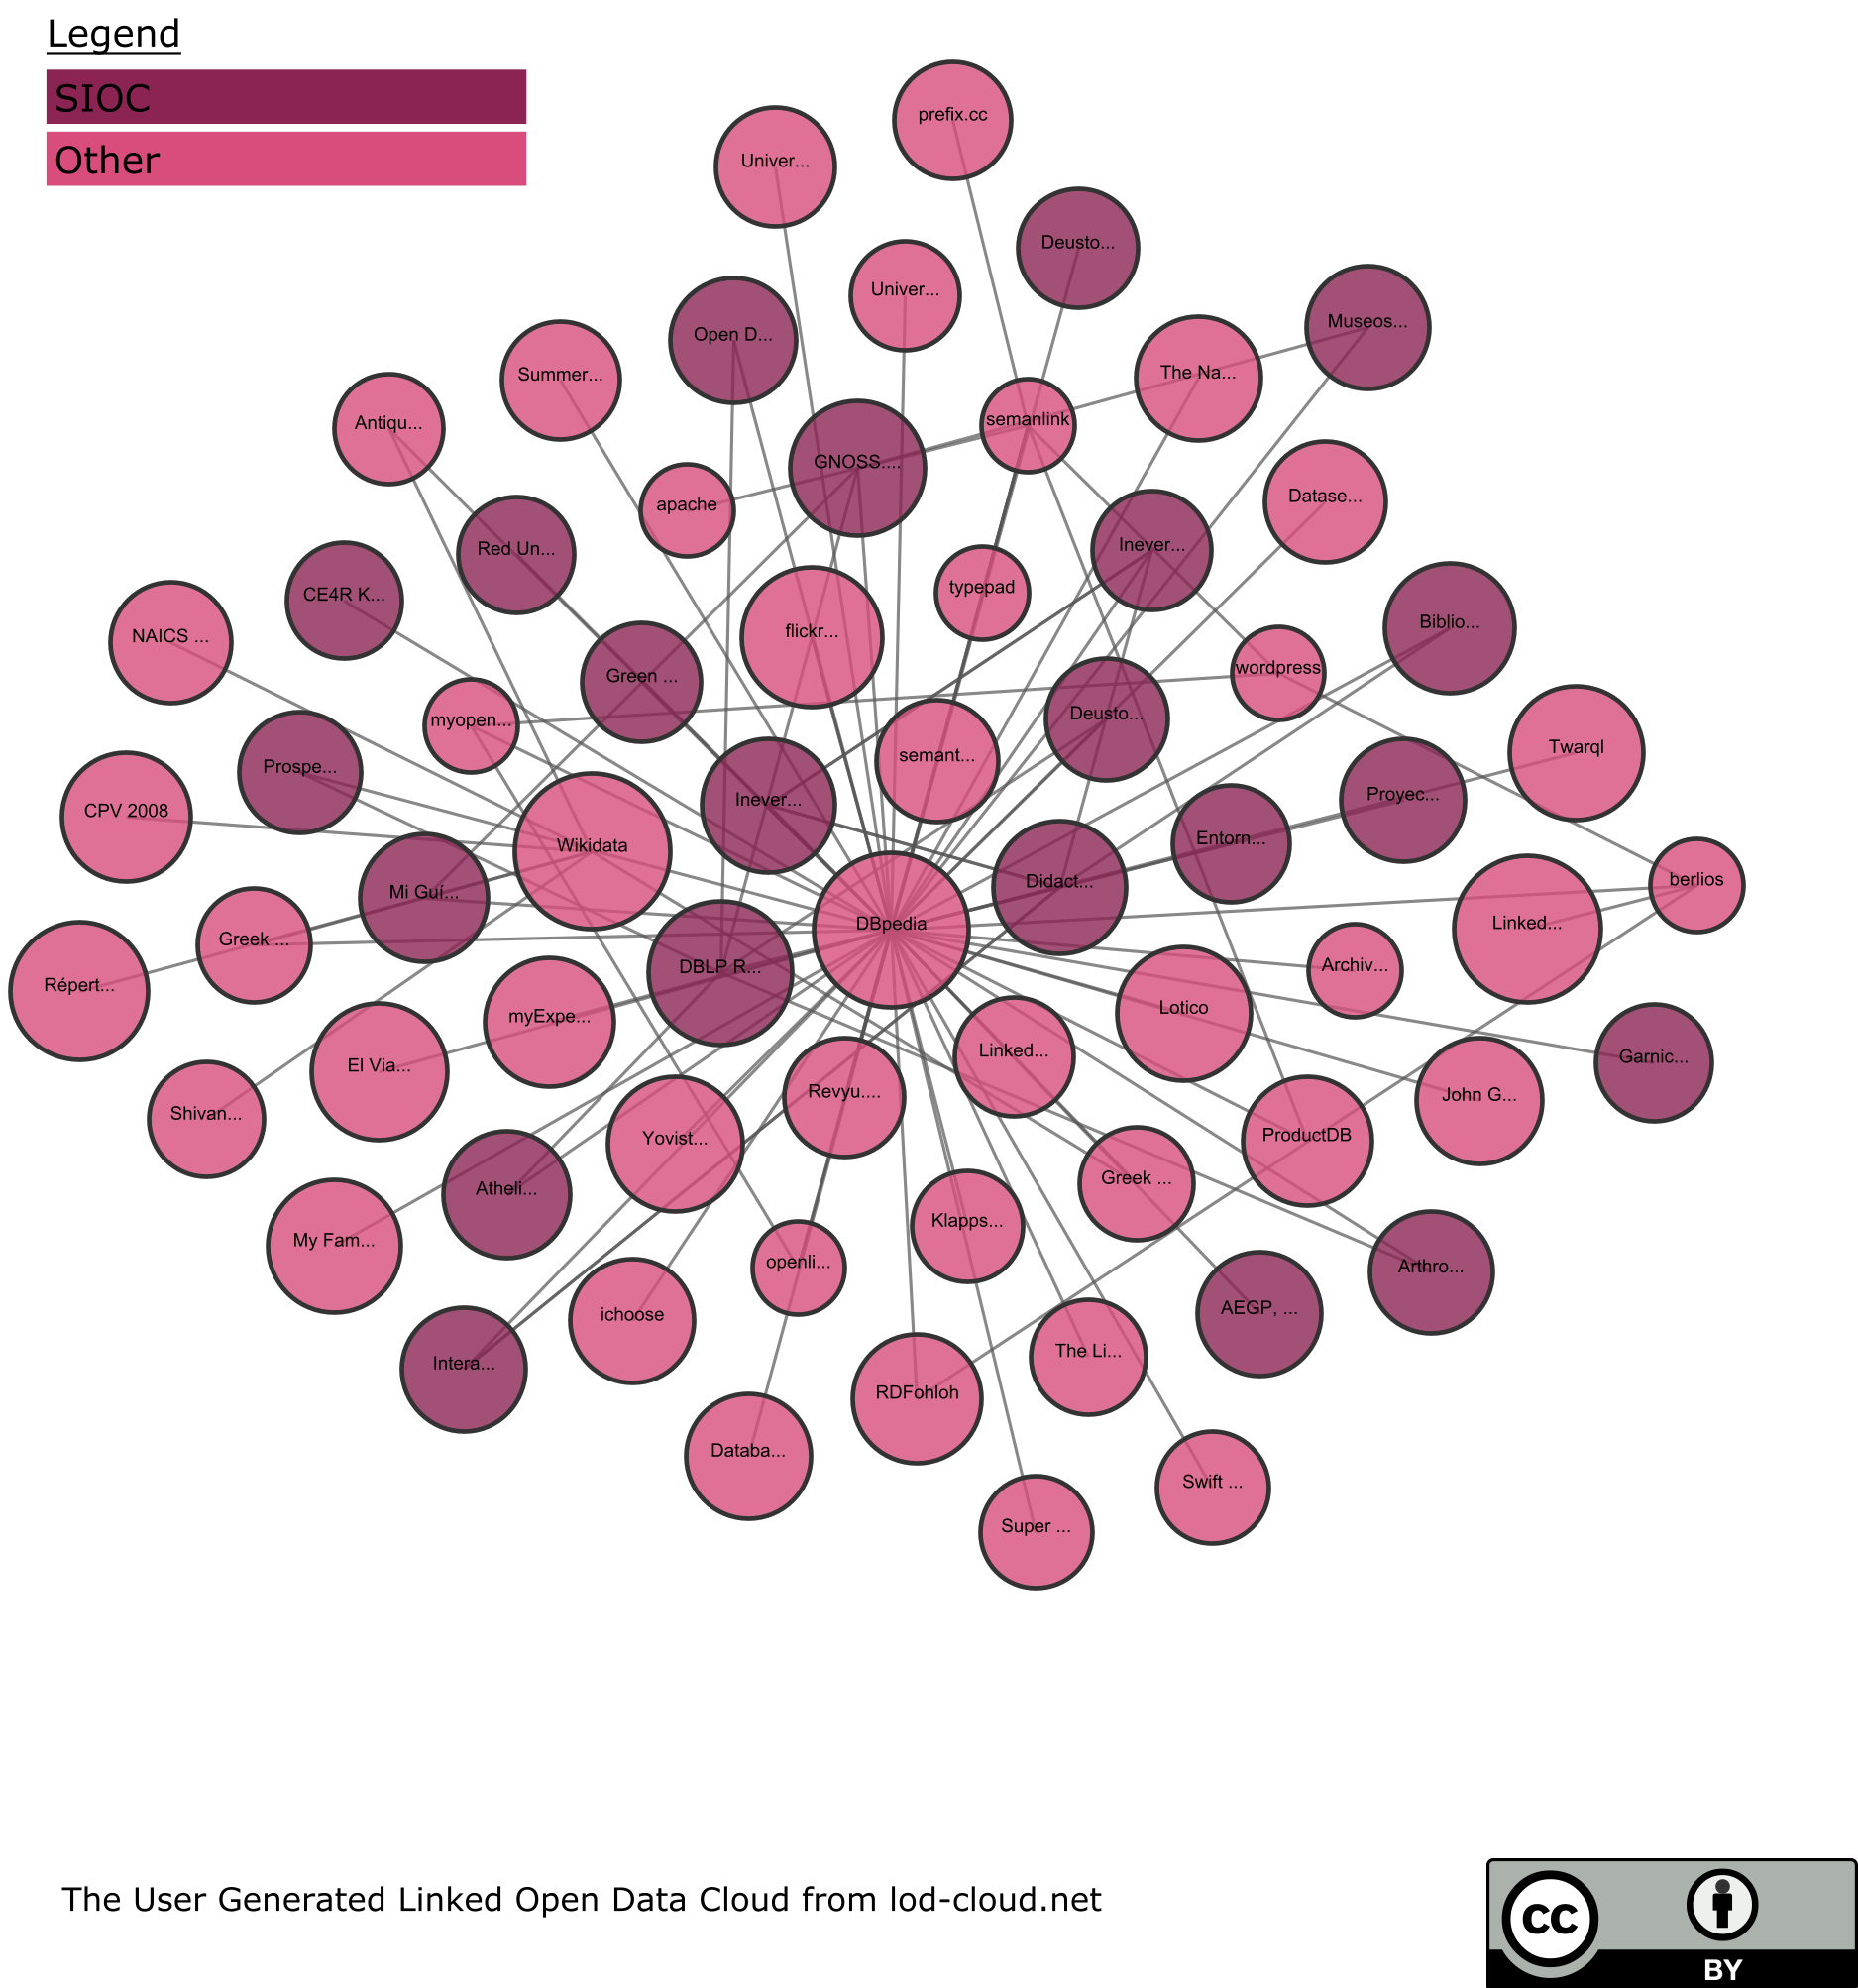 Legend
SIOC
Other
prefix.cc
Univer...
Deusto...
Univer...
Museos...
Open D...
Summer...
The Na...
Antiqu...
semanlink
GNOSS....
Datase...
apache
Red Un...
Inever...
typepad
CE4R K...
Biblio...
flickr...
NAICS ...
wordpress
Green ...
myopen...
Deusto...
Twarql
semant...
Prospe...
Proyec...
Inever...
CPV 2008
Entorn...
Wikidata
berlios
Didact...
Mi Guí...
Linked...
DBpedia
Greek ...
Archiv...
DBLP R...
Répert...
Lotico
myExpe...
Linked...
Garnic...
El Via...
Revyu....
John G...
Shivan...
ProductDB
Yovist...
Greek ...
Atheli...
Klapps...
My Fam...
openli...
Arthro...
AEGP, ...
ichoose
The Li...
Intera...
RDFohloh
Databa...
Swift ...
Super ...
The User Generated Linked Open Data Cloud from lod-cloud.net
cc
BY